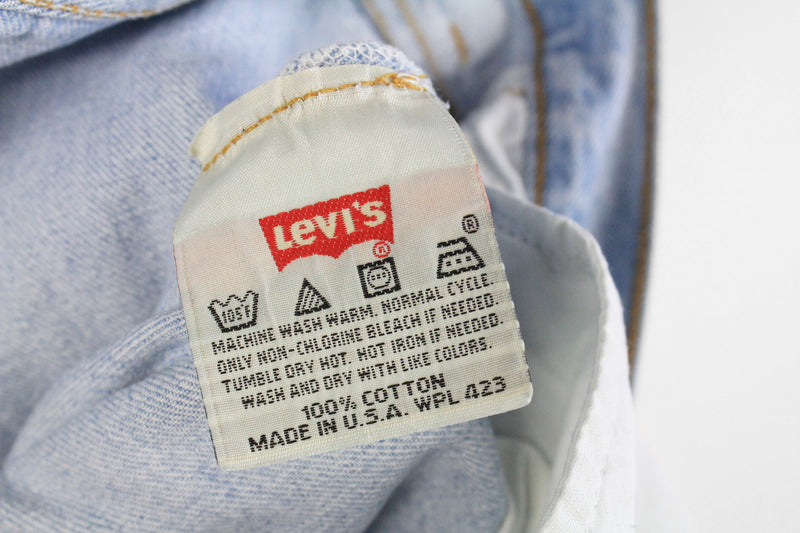 LEVI'S
®
®
105F
MACHINE WASH WARM. NORMAL CYCLE.
ONLY NON-CHLORINE BLEACH IF NEEDED.
TUMBLE DRY HOT. HOT IRON IF NEEDED.
WASH AND DRY WITH LIKE COLORS.
100% COTTON
MADE IN U.S.A. WPL 423